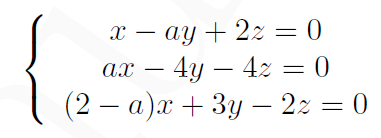 x − ay + 2z = 0
ax − 4y − 4z = 0
(2 − a)x + 3y − 2z = 0